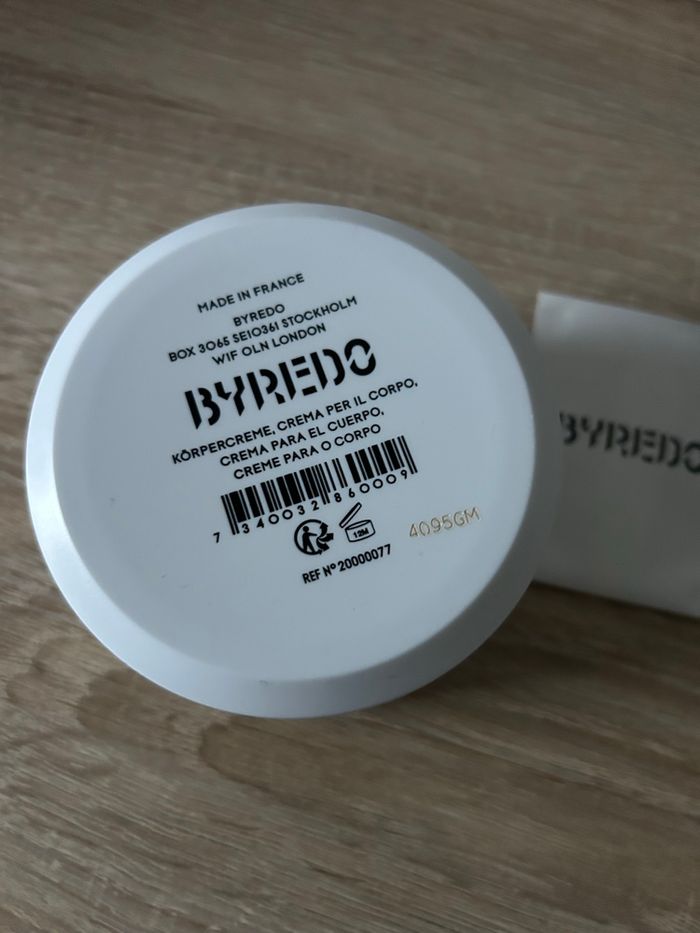 MADE IN FRANCE
BYREDO
BOX 3065 SE10361 STOCKHOLM
W1F OLN LONDON
BYREDO
KÖRPERCREME, CREMA PER IL CORPO,
CREMA PARA EL CUERPO,
CREME PARA O CORPO
7 340032 860009
12M
4095GM
REF N° 20000077
BYREDO